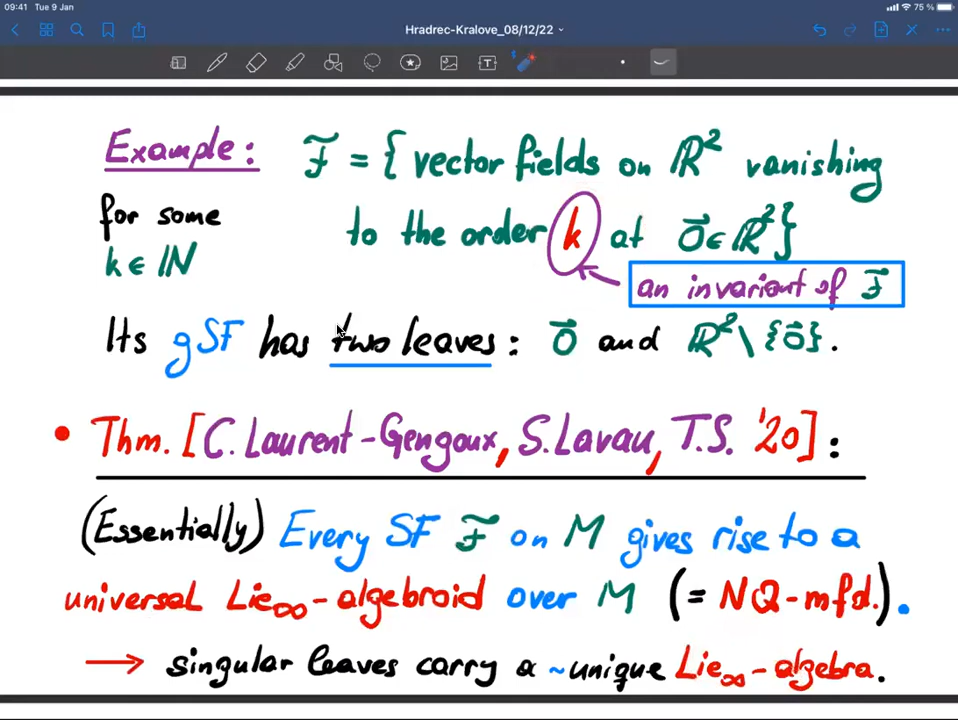 09:41 Tue 9 Jan 75 %
Hradrec-Kralove_08/12/22
Example: F̃ = { vector fields on ℝ² vanishing
for some to the order k at 0⃗ ∈ ℝ² }
k ∈ ℕ
an invariant of F̃
Its gSF has two leaves : 0⃗ and ℝ² \ {0⃗}.
• Thm. [C. Laurent-Gengoux, S. Lavau, T.S. '20] :
(Essentially) Every SF F̃ on M gives rise to a
universal Lie∞-algebroid over M (= NQ-mfd.).
→ singular leaves carry a ~unique Lie∞-algebra.